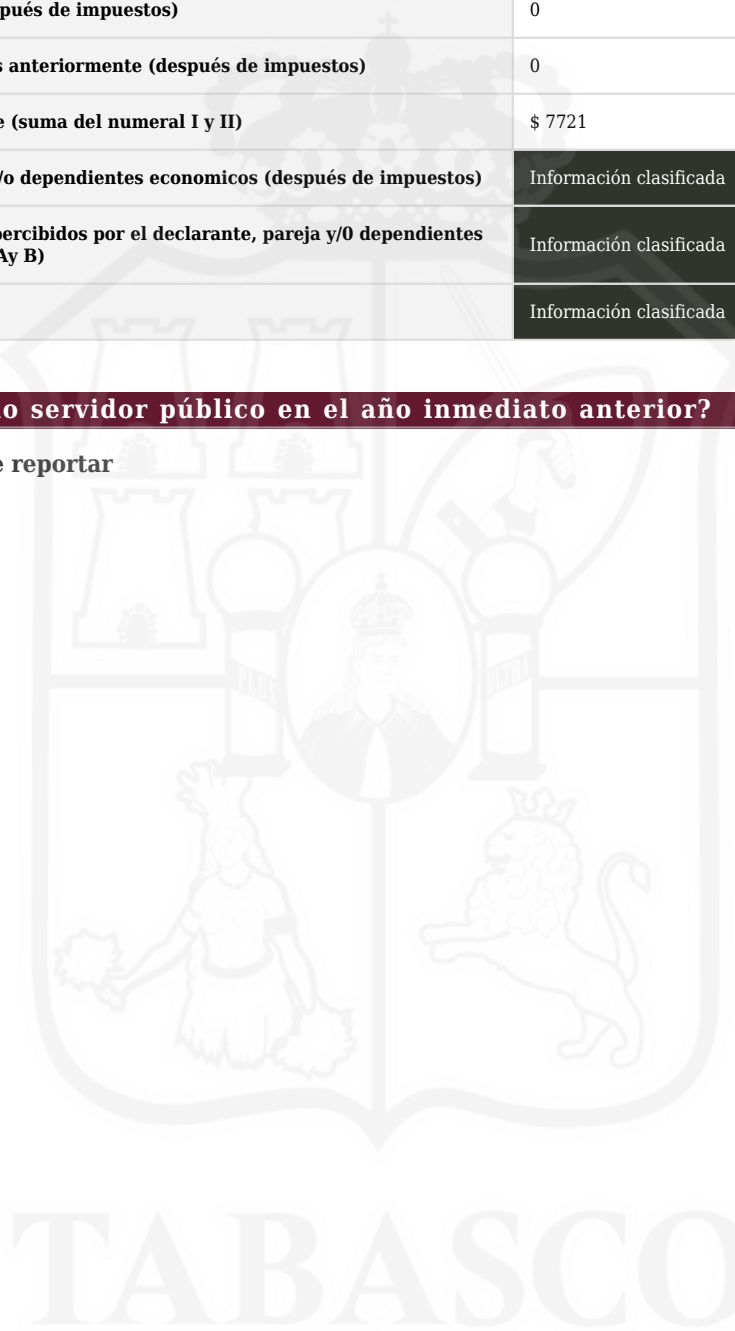 pués de impuestos)
0
s anteriormente (después de impuestos)
0
e (suma del numeral I y II)
$ 7721
/o dependientes economicos (después de impuestos)
Información clasificada
percibidos por el declarante, pareja y/0 dependientes
Ay B)
Información clasificada
Información clasificada
o servidor público en el año inmediato anterior?
e reportar
PLUS
ULTRA
TABASCO